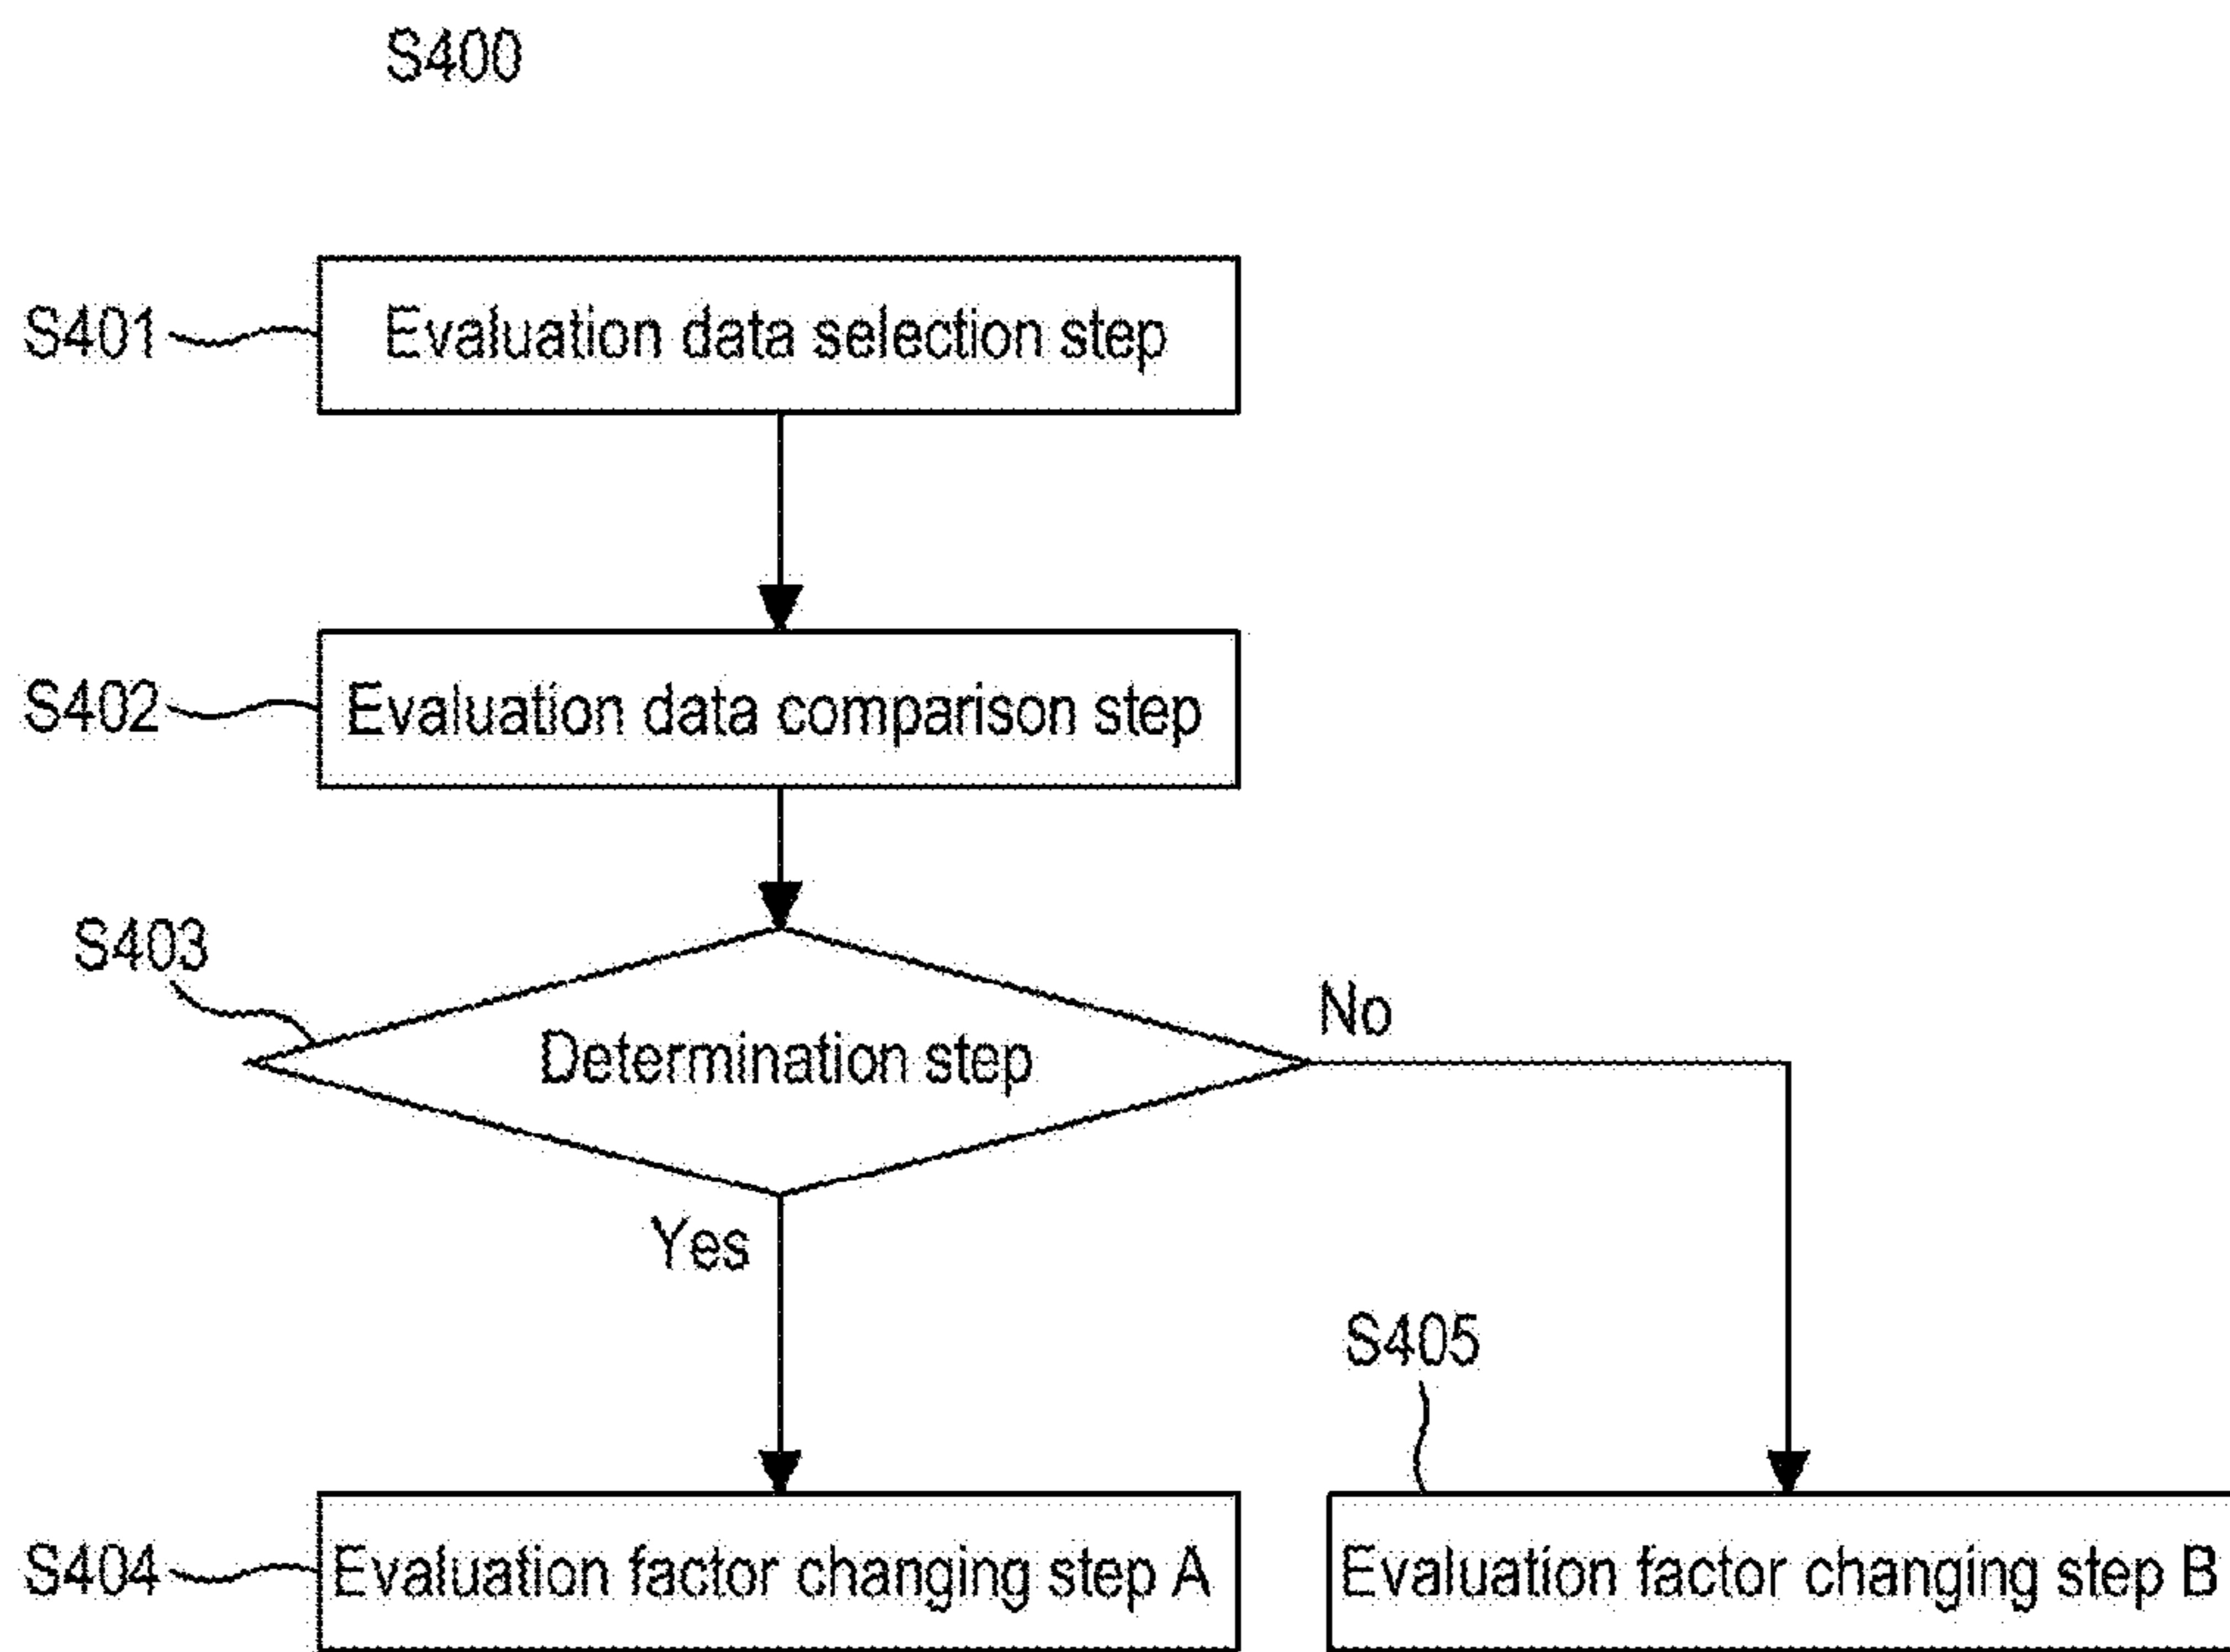 S400
S401
Evaluation data selection step
S402
Evaluation data comparison step
S403
Determination step
No
Yes
S405
S404
Evaluation factor changing step A
Evaluation factor changing step B